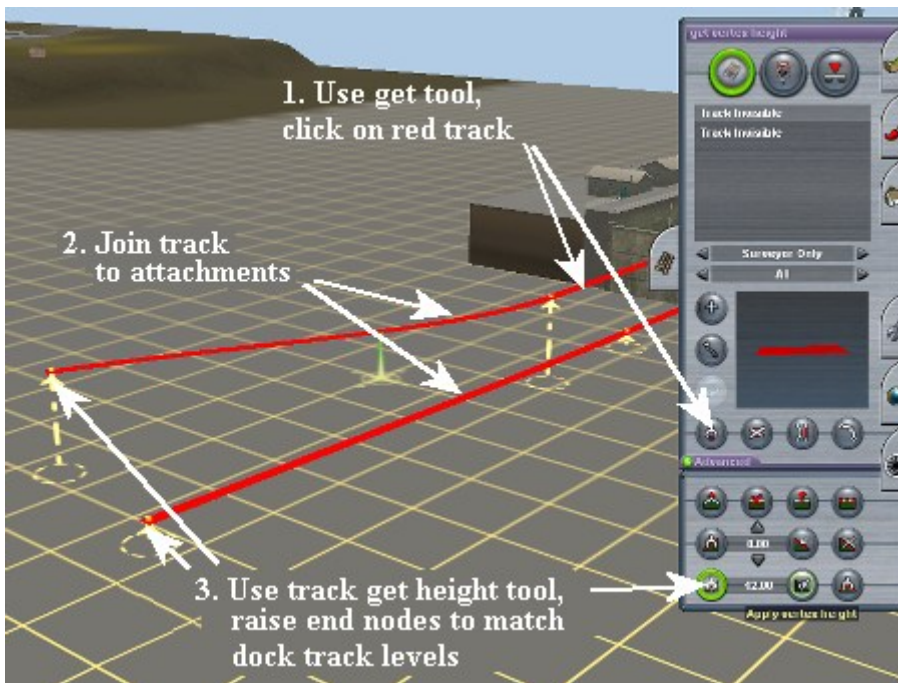 get vertex height
1. Use get tool,
click on red track
Track Invisible
Track Invisible
2. Join track
to attachments
Surveyer Only
All
Advanced
0.00
3. Use track get height tool,
raise end nodes to match
dock track levels
42.00
Apply vertex height